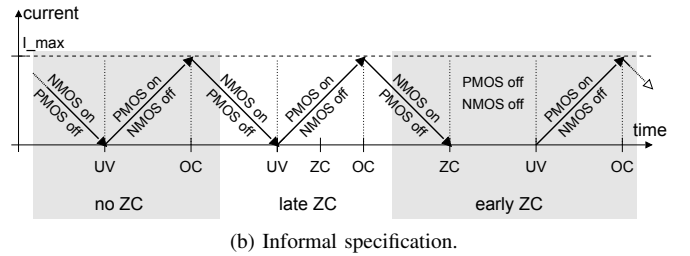 current
I_max
NMOS on
PMOS off
PMOS on
NMOS off
NMOS on
PMOS off
PMOS on
NMOS off
NMOS on
PMOS off
PMOS off
NMOS off
PMOS on
NMOS off
time
UV OC UV ZC OC ZC UV OC
no ZC late ZC early ZC
(b) Informal specification.